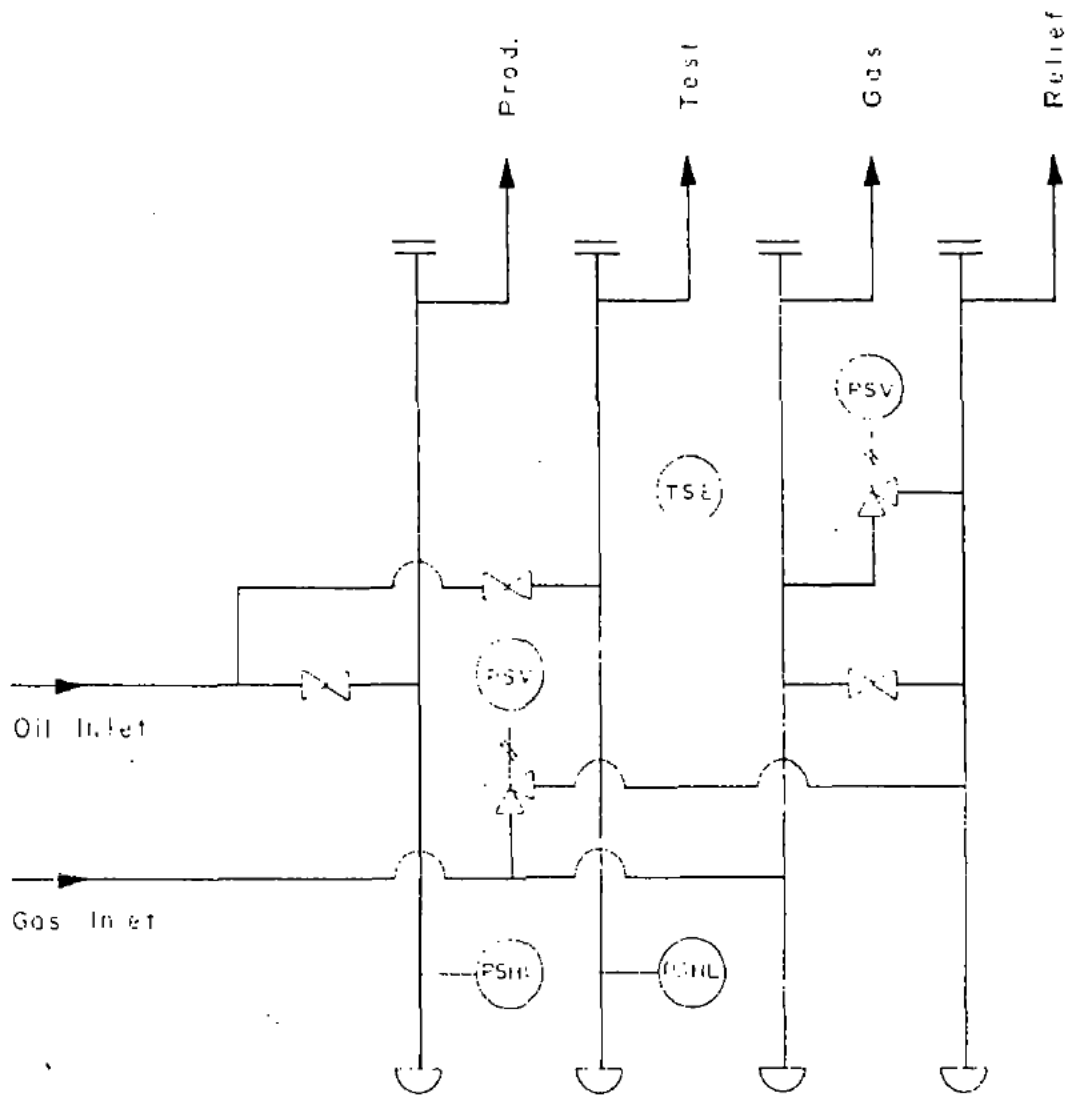 Prod.
Test
Gas
Relief
PSV
TSE
PSV
Oil Inlet
Gas Inlet
PSHL
PSHL